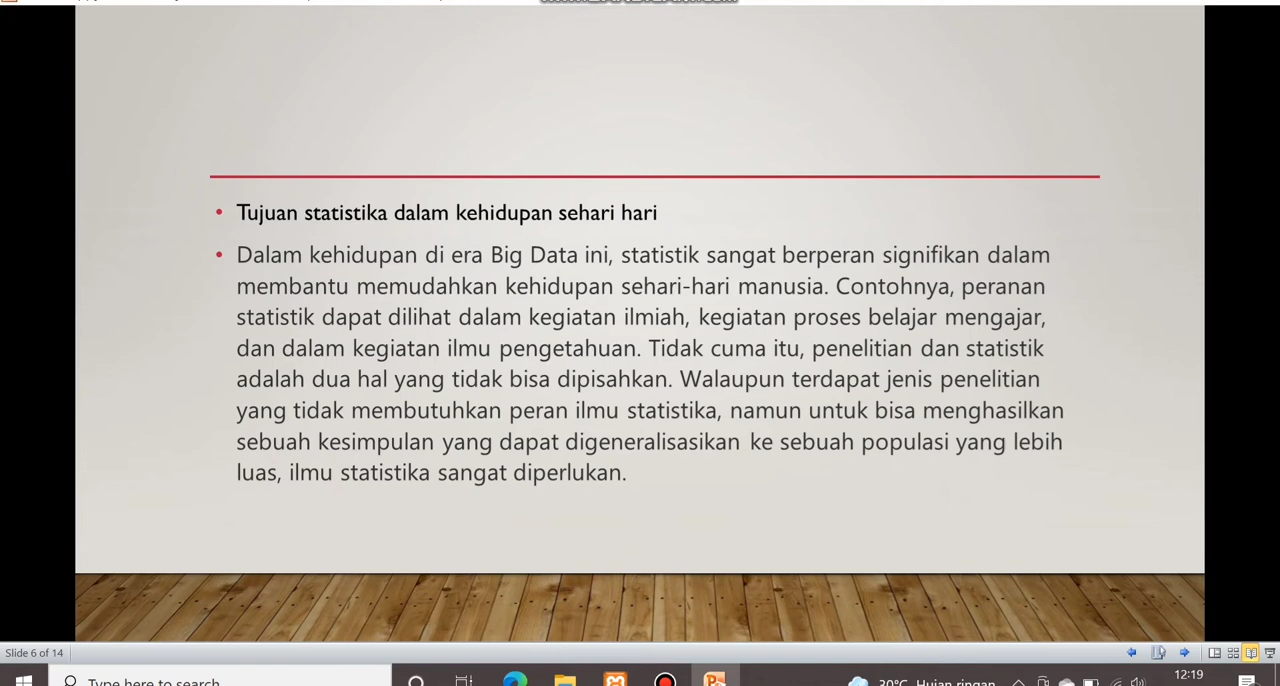 Tujuan statistika dalam kehidupan sehari hari
Dalam kehidupan di era Big Data ini, statistik sangat berperan signifikan dalam
membantu memudahkan kehidupan sehari-hari manusia. Contohnya, peranan
statistik dapat dilihat dalam kegiatan ilmiah, kegiatan proses belajar mengajar,
dan dalam kegiatan ilmu pengetahuan. Tidak cuma itu, penelitian dan statistik
adalah dua hal yang tidak bisa dipisahkan. Walaupun terdapat jenis penelitian
yang tidak membutuhkan peran ilmu statistika, namun untuk bisa menghasilkan
sebuah kesimpulan yang dapat digeneralisasikan ke sebuah populasi yang lebih
luas, ilmu statistika sangat diperlukan.
Slide 6 of 14
Type here to search
30°C Hujan ringan
12:19